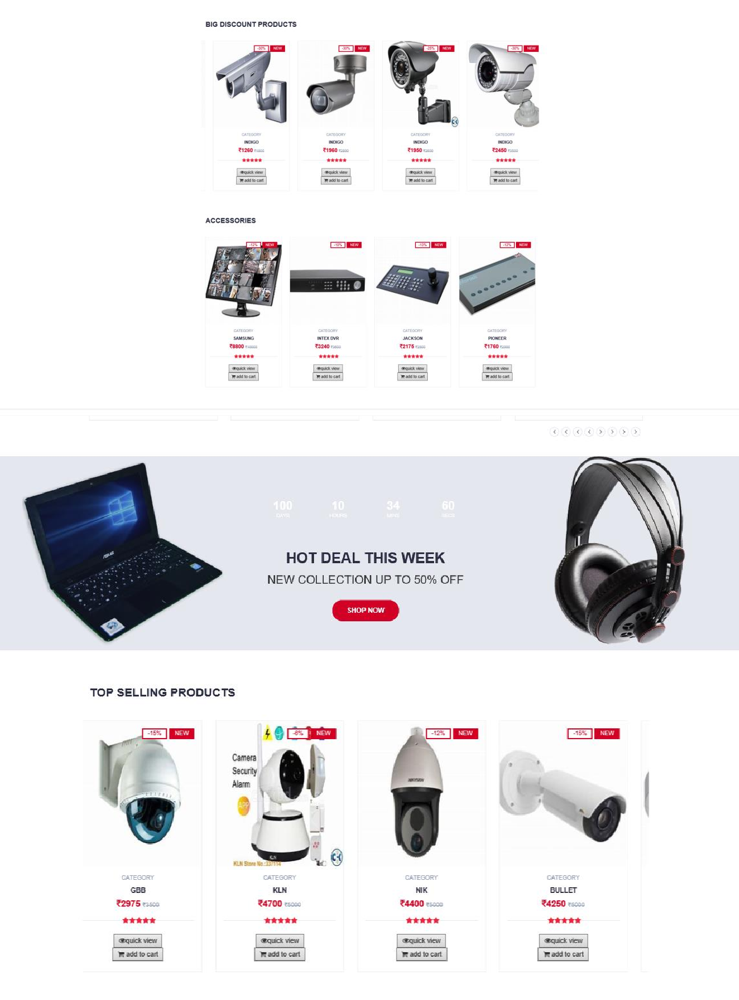 BIG DISCOUNT PRODUCTS
-30% NEW
-30% NEW
-25% NEW
-30% NEW
CATEGORY
CATEGORY
CATEGORY
CATEGORY
INDIGO
INDIGO
INDIGO
INDIGO
₹1260 ₹1800
₹1960 ₹2800
₹1950 ₹2600
₹2450 ₹3500
quick view
quick view
quick view
quick view
add to cart
add to cart
add to cart
add to cart
ACCESSORIES
-12% NEW
-10% NEW
-13% NEW
-12% NEW
CATEGORY
CATEGORY
CATEGORY
CATEGORY
SAMSUNG
INTEX DVR
JACKSON
PIONEER
₹8800 ₹10000
₹3240 ₹3600
₹2175 ₹2500
₹1760 ₹2000
quick view
quick view
quick view
quick view
add to cart
add to cart
add to cart
add to cart
100
10
34
60
DAYS
HOURS
MINS
SECS
ASUS
HOT DEAL THIS WEEK
NEW COLLECTION UP TO 50% OFF
SHOP NOW
TOP SELLING PRODUCTS
-15% NEW
-6% NEW
-12% NEW
-15% NEW
Camera
Security
Alarm
APP
HIKVISION
KLN
KLN Store No.:337114
CATEGORY
CATEGORY
CATEGORY
CATEGORY
GBB
KLN
NIK
BULLET
₹2975 ₹3500
₹4700 ₹5000
₹4400 ₹5000
₹4250 ₹5000
quick view
quick view
quick view
quick view
add to cart
add to cart
add to cart
add to cart